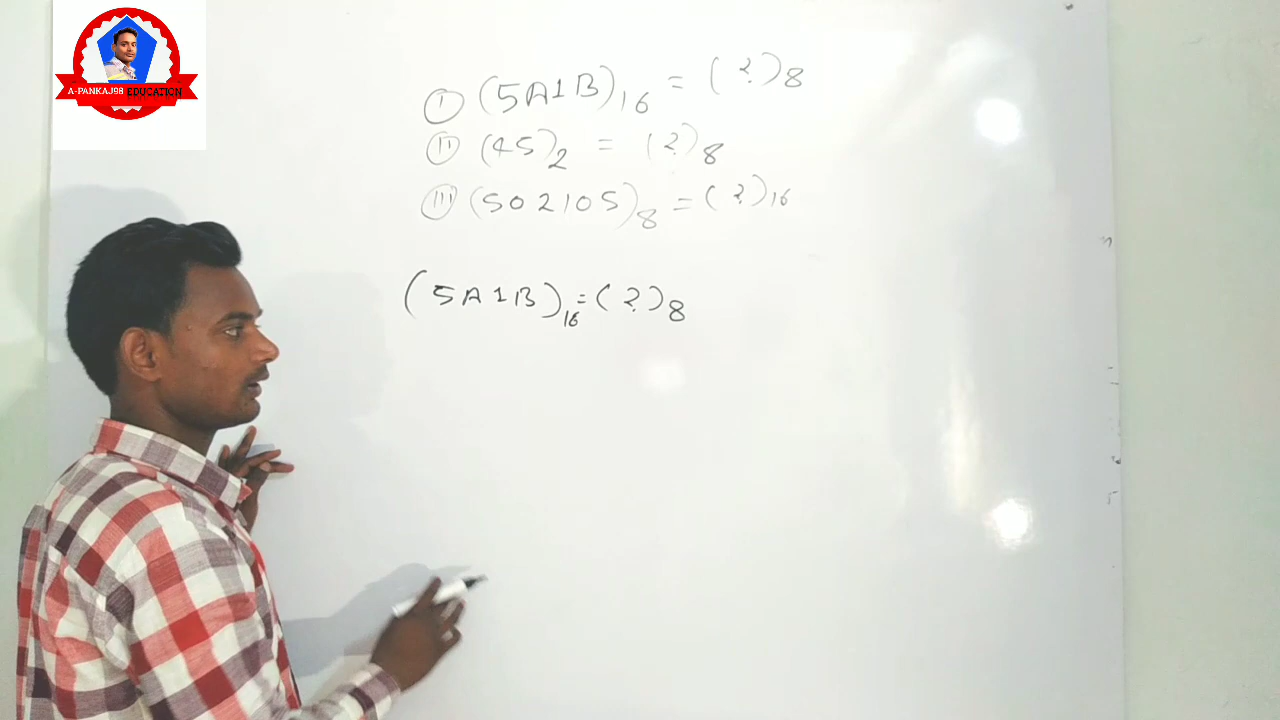 A-PANKAJ98 EDUCATION
(I) (5A1B)16 = (?)8
(II) (45)2 = (?)8
(III) (502105)8 = (?)16
(5A1B)16 = (?)8